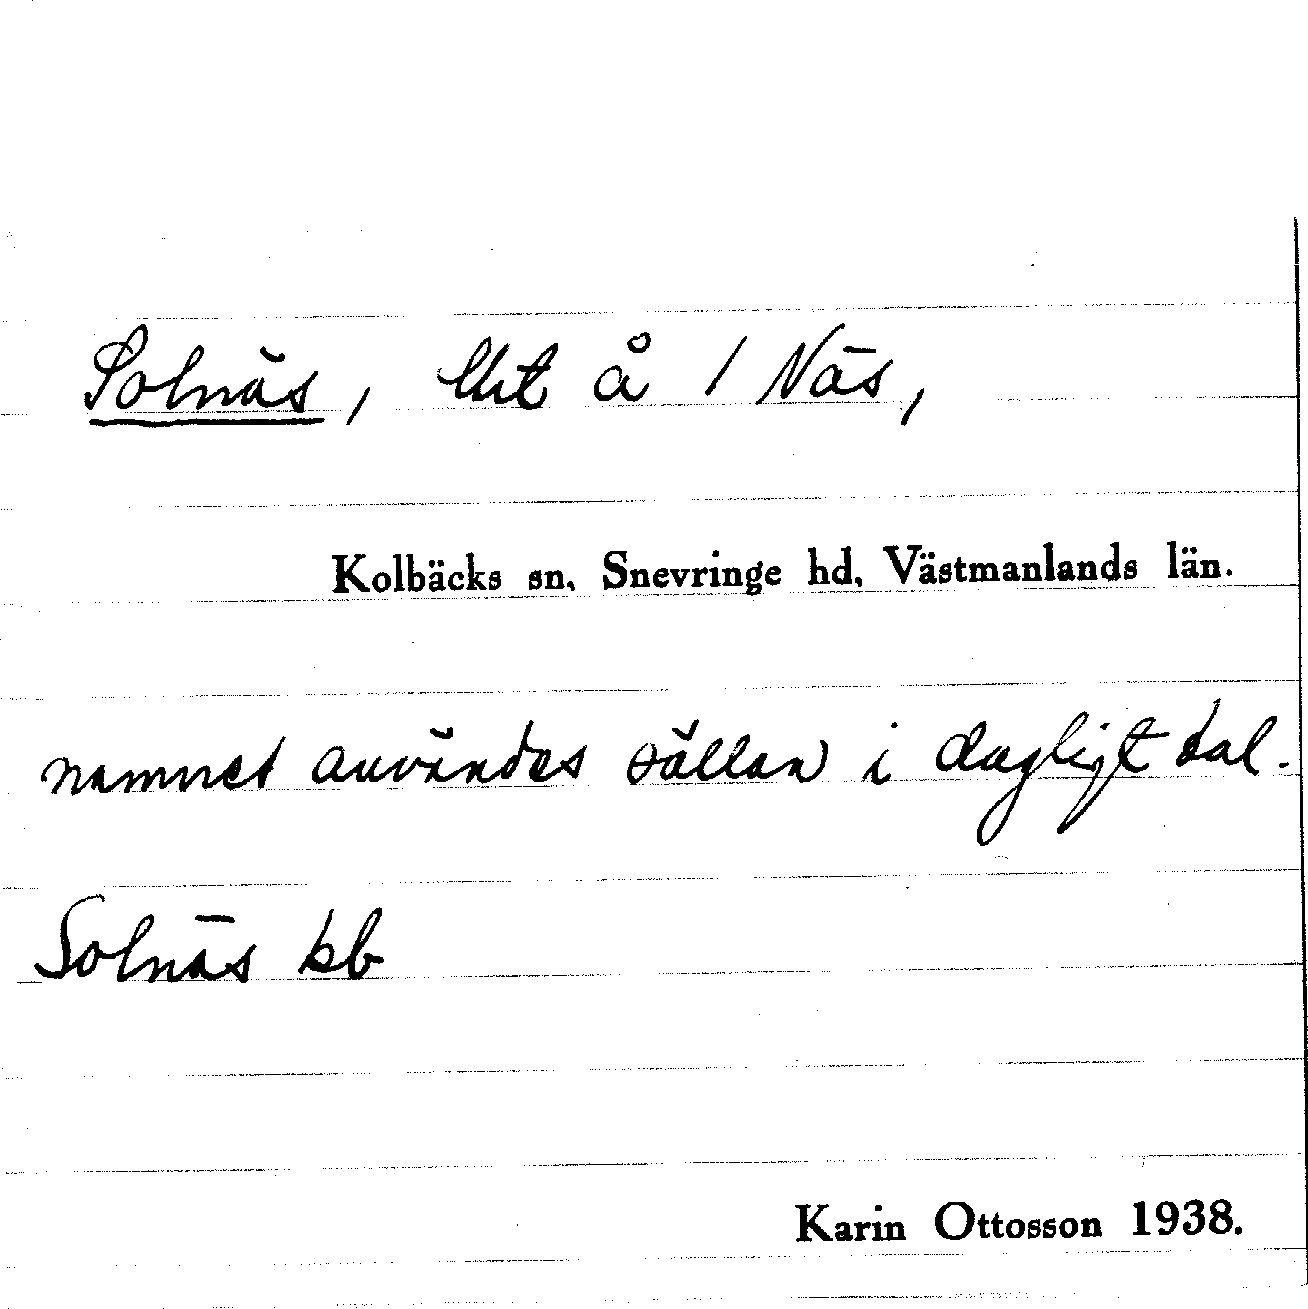 Solnäs, lht å 1 Näs,
Kolbäcks sn, Snevringe hd, Västmanlands län.
namnet användes sällan i dagligt tal.
Solnäs kb
Karin Ottosson 1938.